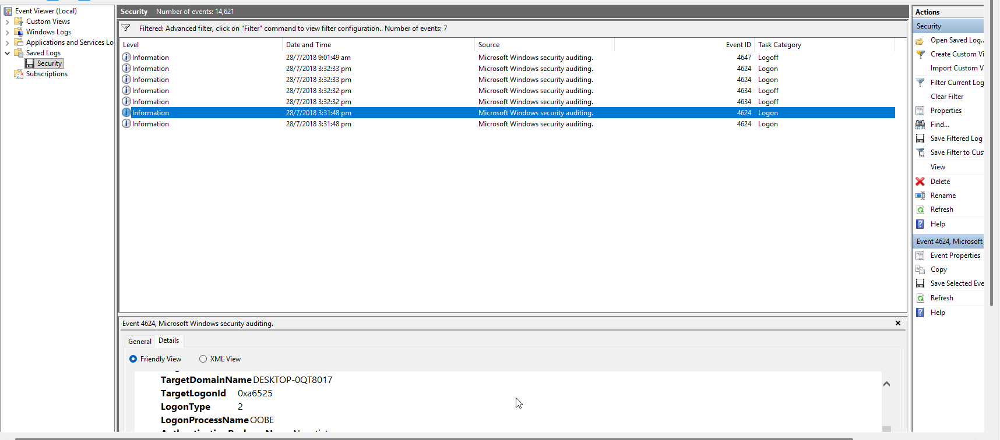 Event Viewer (Local)
Custom Views
Windows Logs
Applications and Services Lo
Saved Logs
Security
Subscriptions
Security Number of events: 14,621
Filtered: Advanced filter, click on "Filter" command to view filter configuration.. Number of events: 7
Level Date and Time Source Event ID Task Category
Information 28/7/2018 9:01:49 am Microsoft Windows security auditing. 4647 Logoff
Information 28/7/2018 3:32:33 pm Microsoft Windows security auditing. 4624 Logon
Information 28/7/2018 3:32:33 pm Microsoft Windows security auditing. 4624 Logon
Information 28/7/2018 3:32:32 pm Microsoft Windows security auditing. 4634 Logoff
Information 28/7/2018 3:32:32 pm Microsoft Windows security auditing. 4634 Logoff
Information 28/7/2018 3:31:48 pm Microsoft Windows security auditing. 4624 Logon
Information 28/7/2018 3:31:48 pm Microsoft Windows security auditing. 4624 Logon
Event 4624, Microsoft Windows security auditing.
General Details
Friendly View XML View
TargetDomainName DESKTOP-0QT8017
TargetLogonId 0xa6525
LogonType 2
LogonProcessName OOBE
Actions
Security
Open Saved Log..
Create Custom Vi
Import Custom V
Filter Current Log
Clear Filter
Properties
Find...
Save Filtered Log
Save Filter to Cus
View
Delete
Rename
Refresh
Help
Event 4624, Microsoft
Event Properties
Copy
Save Selected Eve
Refresh
Help